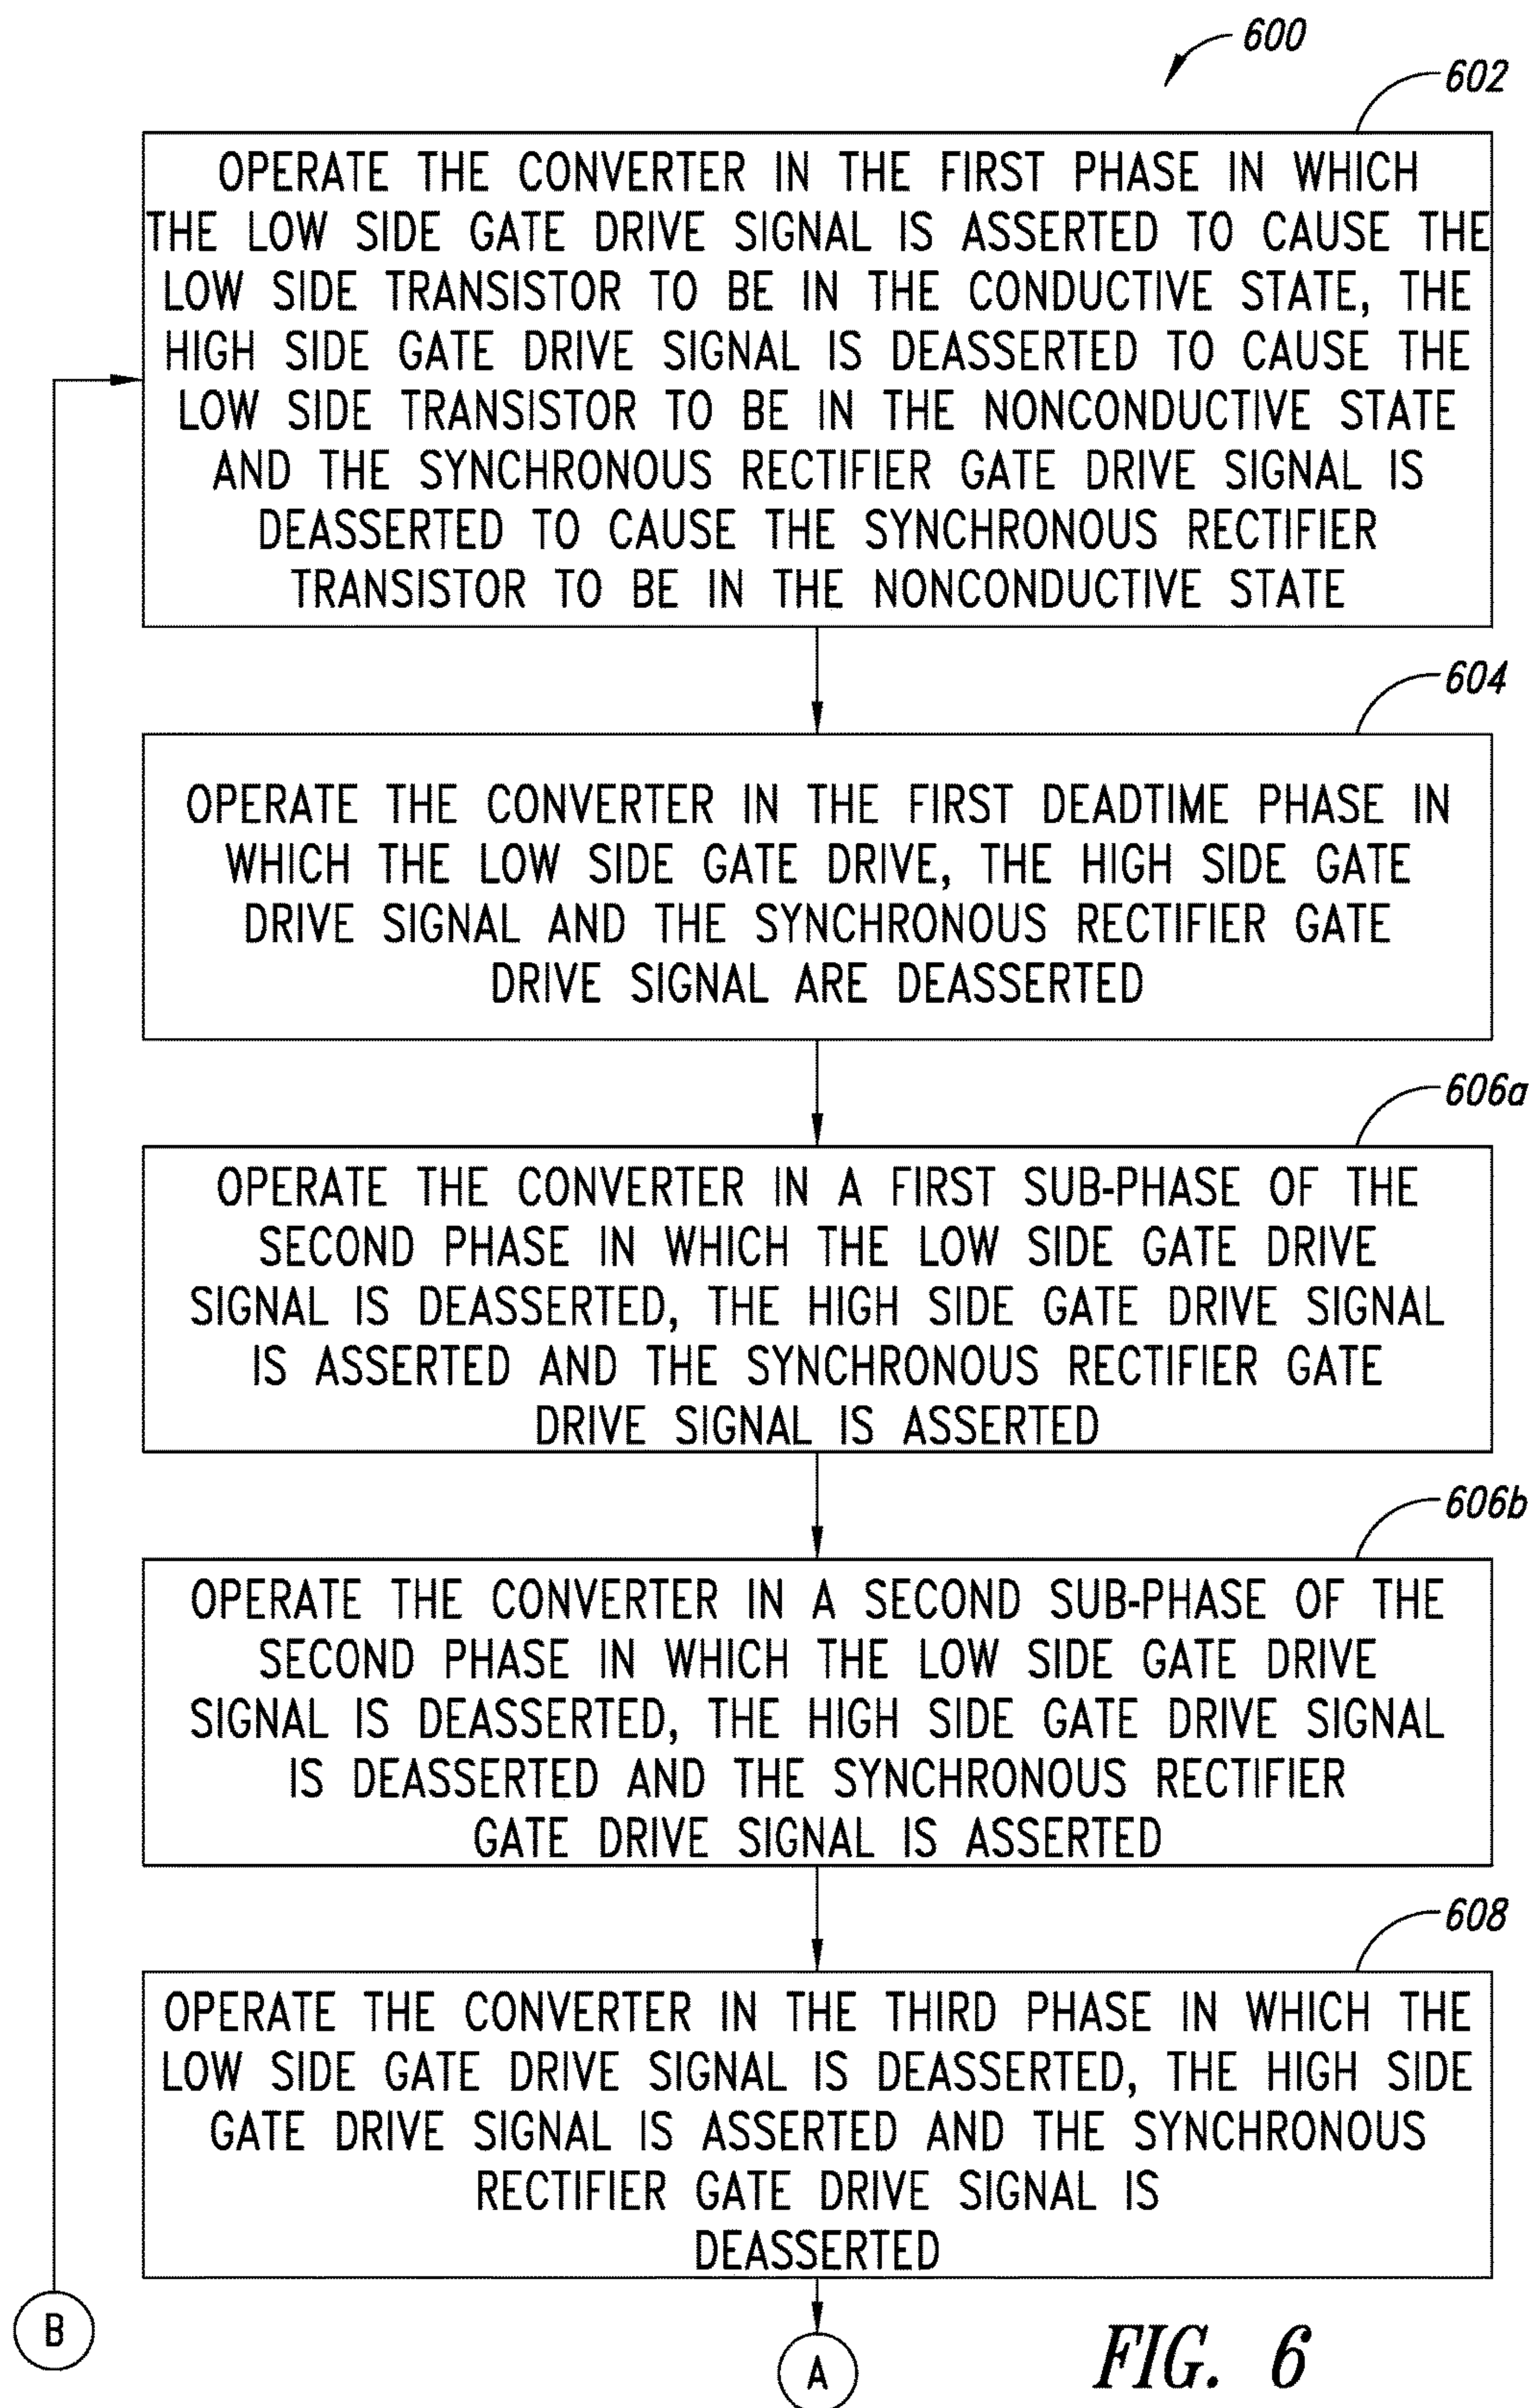 600
602
OPERATE THE CONVERTER IN THE FIRST PHASE IN WHICH
THE LOW SIDE GATE DRIVE SIGNAL IS ASSERTED TO CAUSE THE
LOW SIDE TRANSISTOR TO BE IN THE CONDUCTIVE STATE, THE
HIGH SIDE GATE DRIVE SIGNAL IS DEASSERTED TO CAUSE THE
LOW SIDE TRANSISTOR TO BE IN THE NONCONDUCTIVE STATE
AND THE SYNCHRONOUS RECTIFIER GATE DRIVE SIGNAL IS
DEASSERTED TO CAUSE THE SYNCHRONOUS RECTIFIER
TRANSISTOR TO BE IN THE NONCONDUCTIVE STATE
604
OPERATE THE CONVERTER IN THE FIRST DEADTIME PHASE IN
WHICH THE LOW SIDE GATE DRIVE, THE HIGH SIDE GATE
DRIVE SIGNAL AND THE SYNCHRONOUS RECTIFIER GATE
DRIVE SIGNAL ARE DEASSERTED
606a
OPERATE THE CONVERTER IN A FIRST SUB-PHASE OF THE
SECOND PHASE IN WHICH THE LOW SIDE GATE DRIVE
SIGNAL IS DEASSERTED, THE HIGH SIDE GATE DRIVE SIGNAL
IS ASSERTED AND THE SYNCHRONOUS RECTIFIER GATE
DRIVE SIGNAL IS ASSERTED
606b
OPERATE THE CONVERTER IN A SECOND SUB-PHASE OF THE
SECOND PHASE IN WHICH THE LOW SIDE GATE DRIVE
SIGNAL IS DEASSERTED, THE HIGH SIDE GATE DRIVE SIGNAL
IS DEASSERTED AND THE SYNCHRONOUS RECTIFIER
GATE DRIVE SIGNAL IS ASSERTED
608
OPERATE THE CONVERTER IN THE THIRD PHASE IN WHICH THE
LOW SIDE GATE DRIVE SIGNAL IS DEASSERTED, THE HIGH SIDE
GATE DRIVE SIGNAL IS ASSERTED AND THE SYNCHRONOUS
RECTIFIER GATE DRIVE SIGNAL IS
DEASSERTED
B
A
FIG. 6